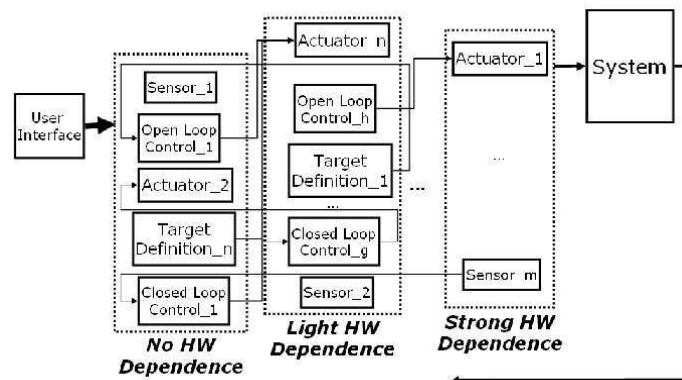 User
Interface
Sensor_1
Open Loop
Control_1
Actuator_2
Target
Definition_n
Closed Loop
Control_1
No HW
Dependence
Actuator_n
Open Loop
Control_h
Target
Definition_1
...
Closed Loop
Control_g
Sensor_2
Light HW
Dependence
...
Actuator_1
...
Sensor_m
Strong HW
Dependence
System